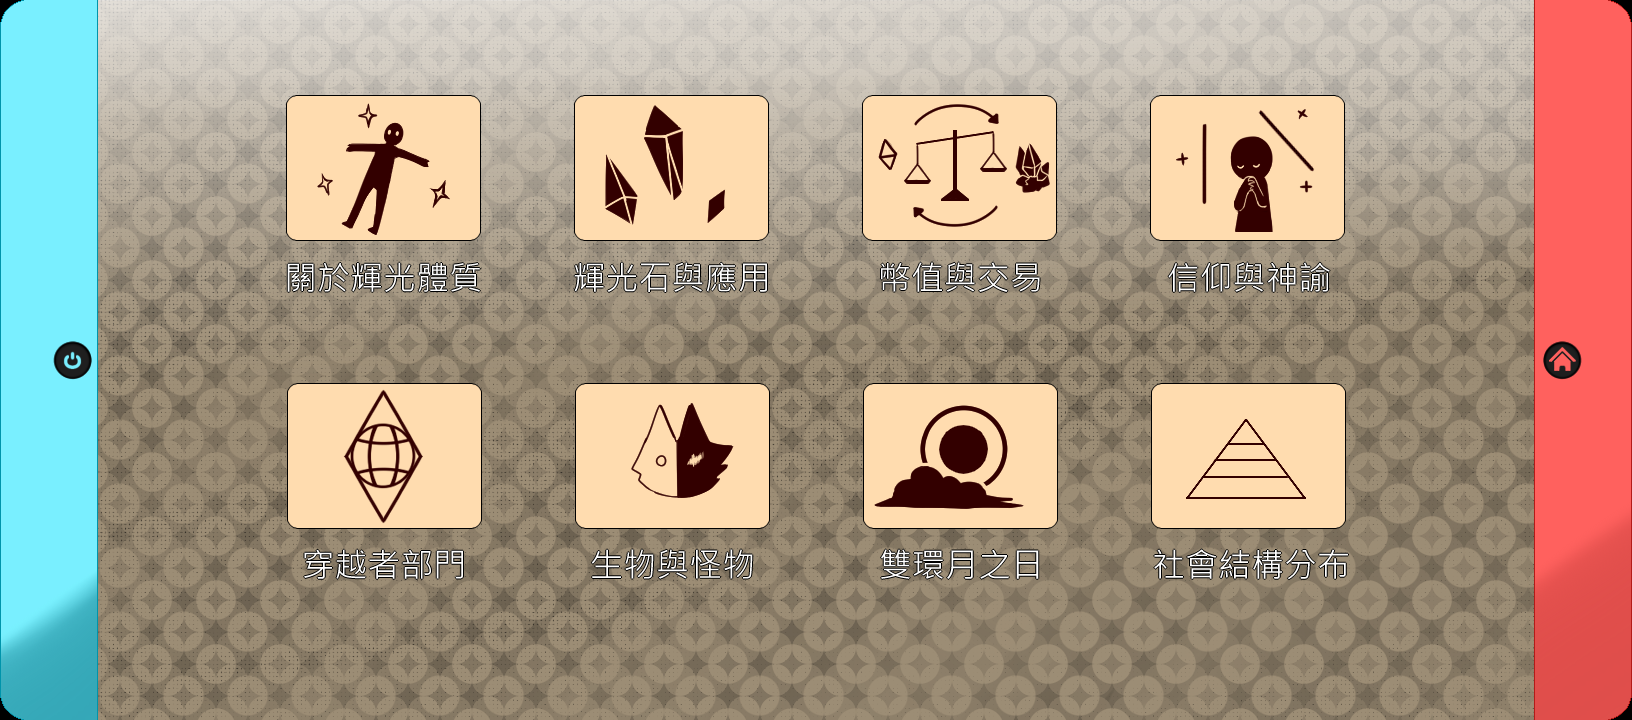 關於輝光體質
輝光石與應用
幣值與交易
信仰與神諭
穿越者部門
生物與怪物
雙環月之日
社會結構分布